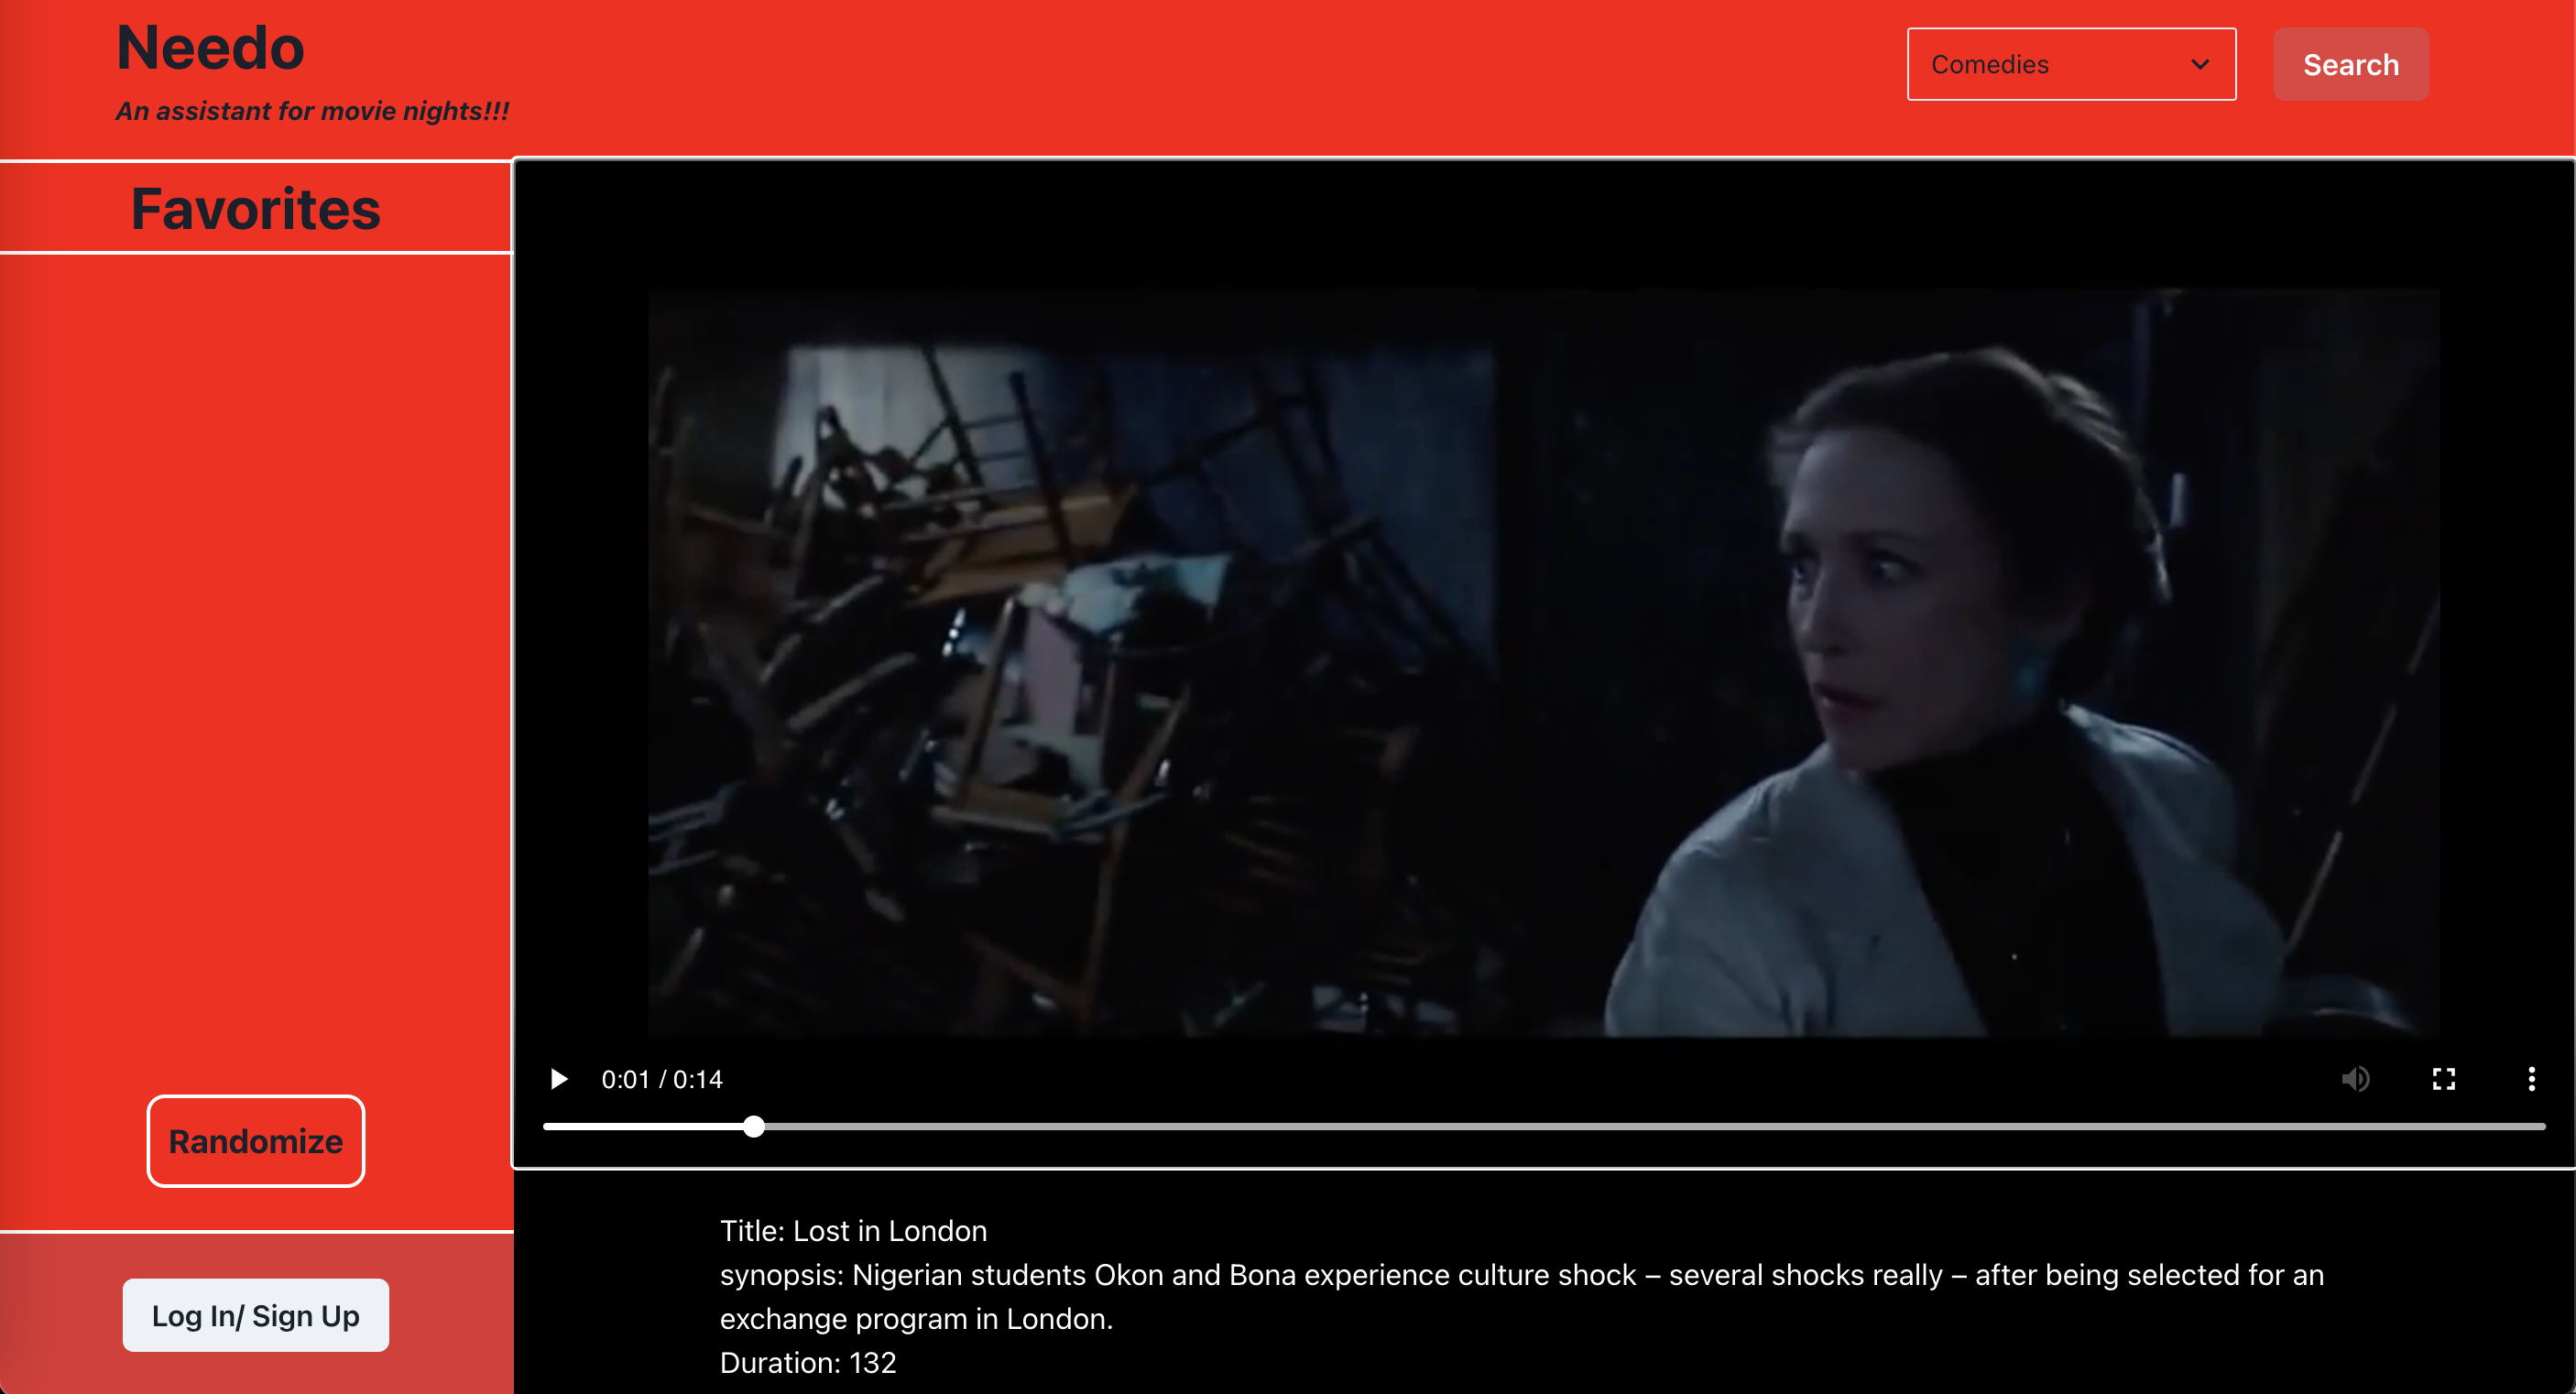 Needo
An assistant for movie nights!!!
Comedies
Search
Favorites
0:01 / 0:14
Randomize
Log In/ Sign Up
Title: Lost in London
synopsis: Nigerian students Okon and Bona experience culture shock – several shocks really – after being selected for an
exchange program in London.
Duration: 132